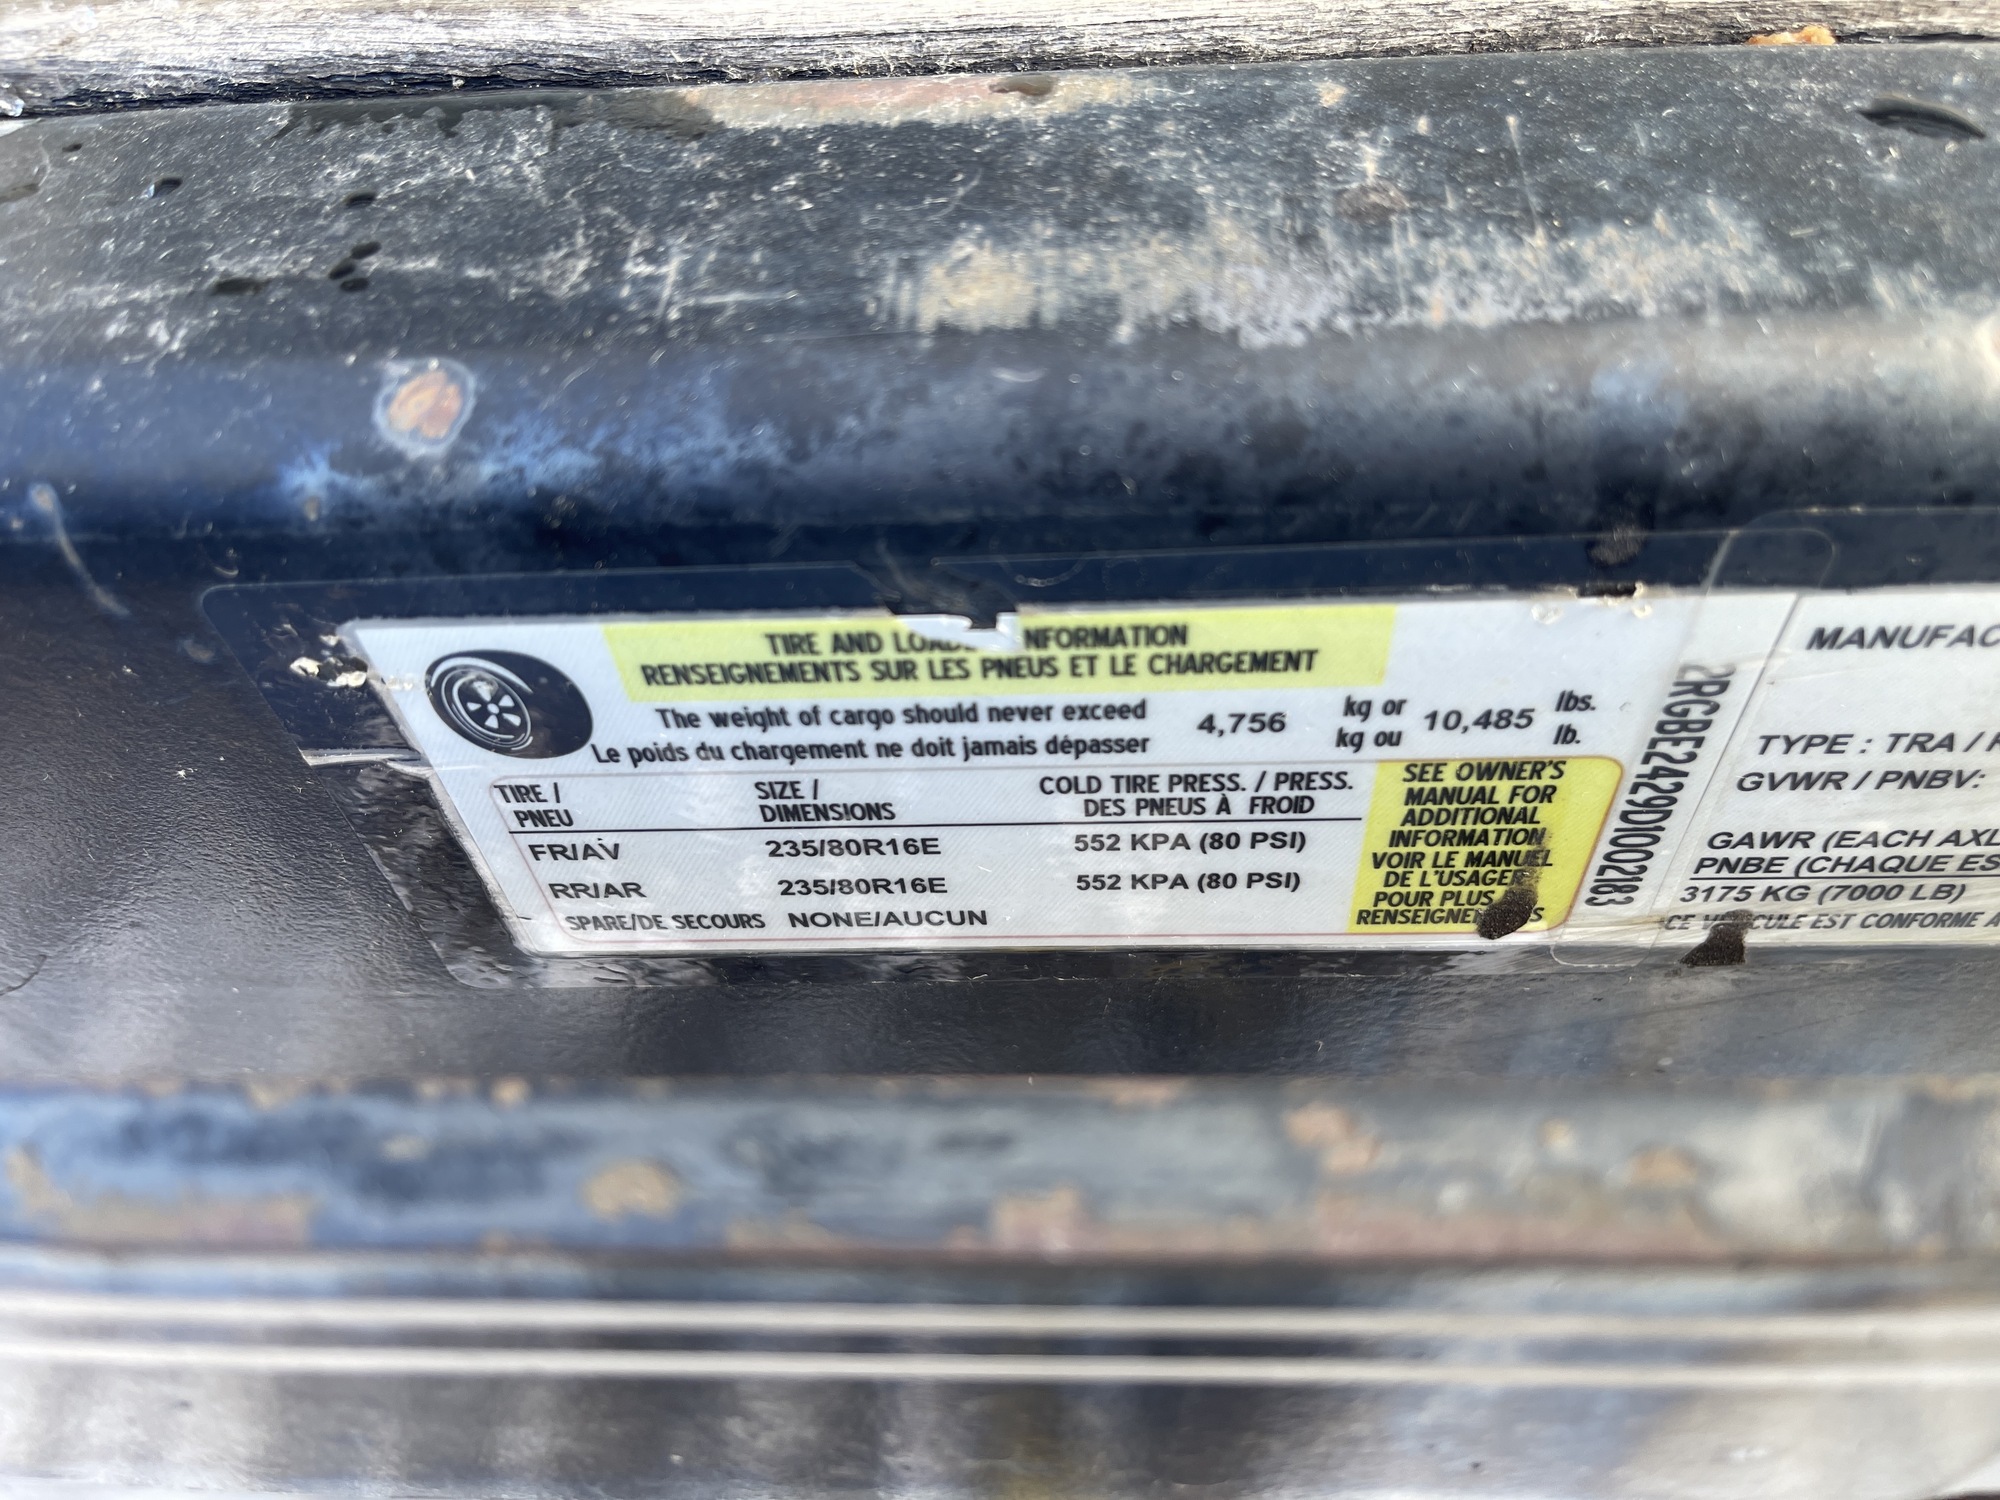 TIRE AND NFORMATION
RENSEIGNEMENTS SUR LES PNEUS ET LE CHARGEMENT
The weight of cargo should never exceed 4,756 kg or 10,485 lbs.
Le poids du chargement ne doit jamais dépasser kg ou lb.
TIRE / SIZE / COLD TIRE PRESS. / PRESS.
PNEU DIMENSIONS DES PNEUS À FROID
FR/AV 235/80R16E 552 KPA (80 PSI)
RR/AR 235/80R16E 552 KPA (80 PSI)
SPARE/DE SECOURS NONE/AUCUN
SEE OWNER'S
MANUAL FOR
ADDITIONAL
INFORMATION
VOIR LE MANUEL
DE L'USAGER
POUR PLUS
2RGBE2429D1002183
MANUFAC
TYPE : TRA / R
GVWR / PNBV:
GAWR (EACH AXL
PNBE (CHAQUE ES
3175 KG (7000 LB)
CE EST CONFORME A